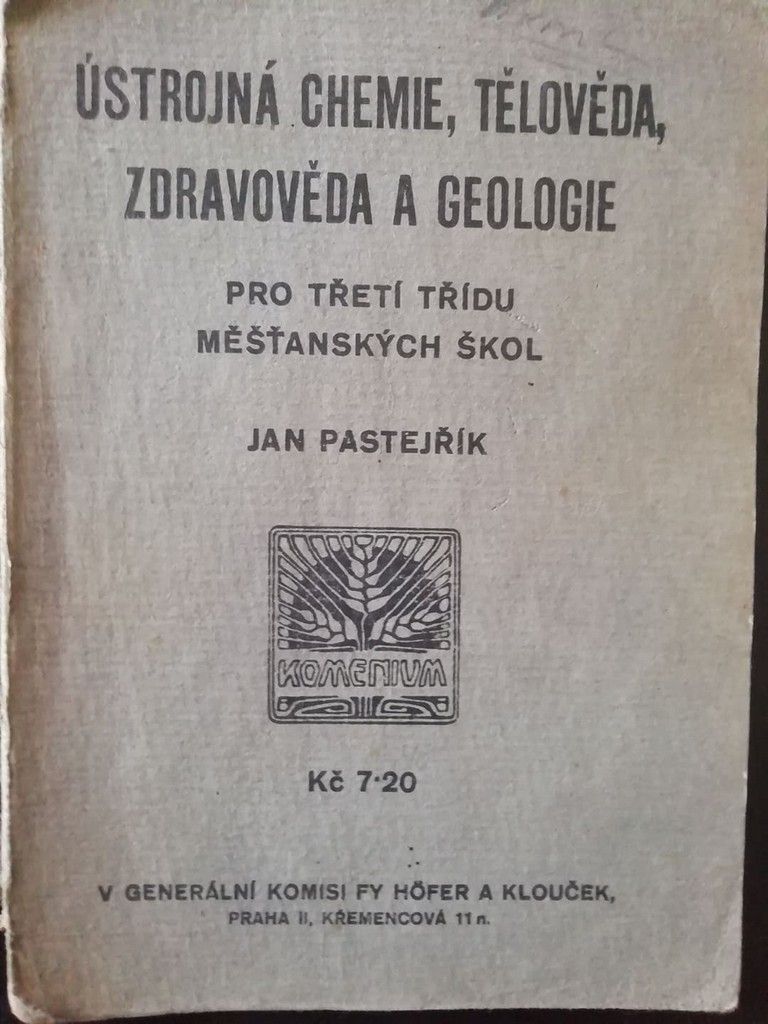 ÚSTROJNÁ CHEMIE, TĚLOVĚDA,
ZDRAVOVĚDA A GEOLOGIE
PRO TŘETÍ TŘÍDU
MĚŠŤANSKÝCH ŠKOL
JAN PASTEJŘÍK
KOMENIUM
Kč 7·20
V GENERÁLNÍ KOMISI FY HÖFER A KLOUČEK,
PRAHA II, KŘEMENCOVÁ 11 n.